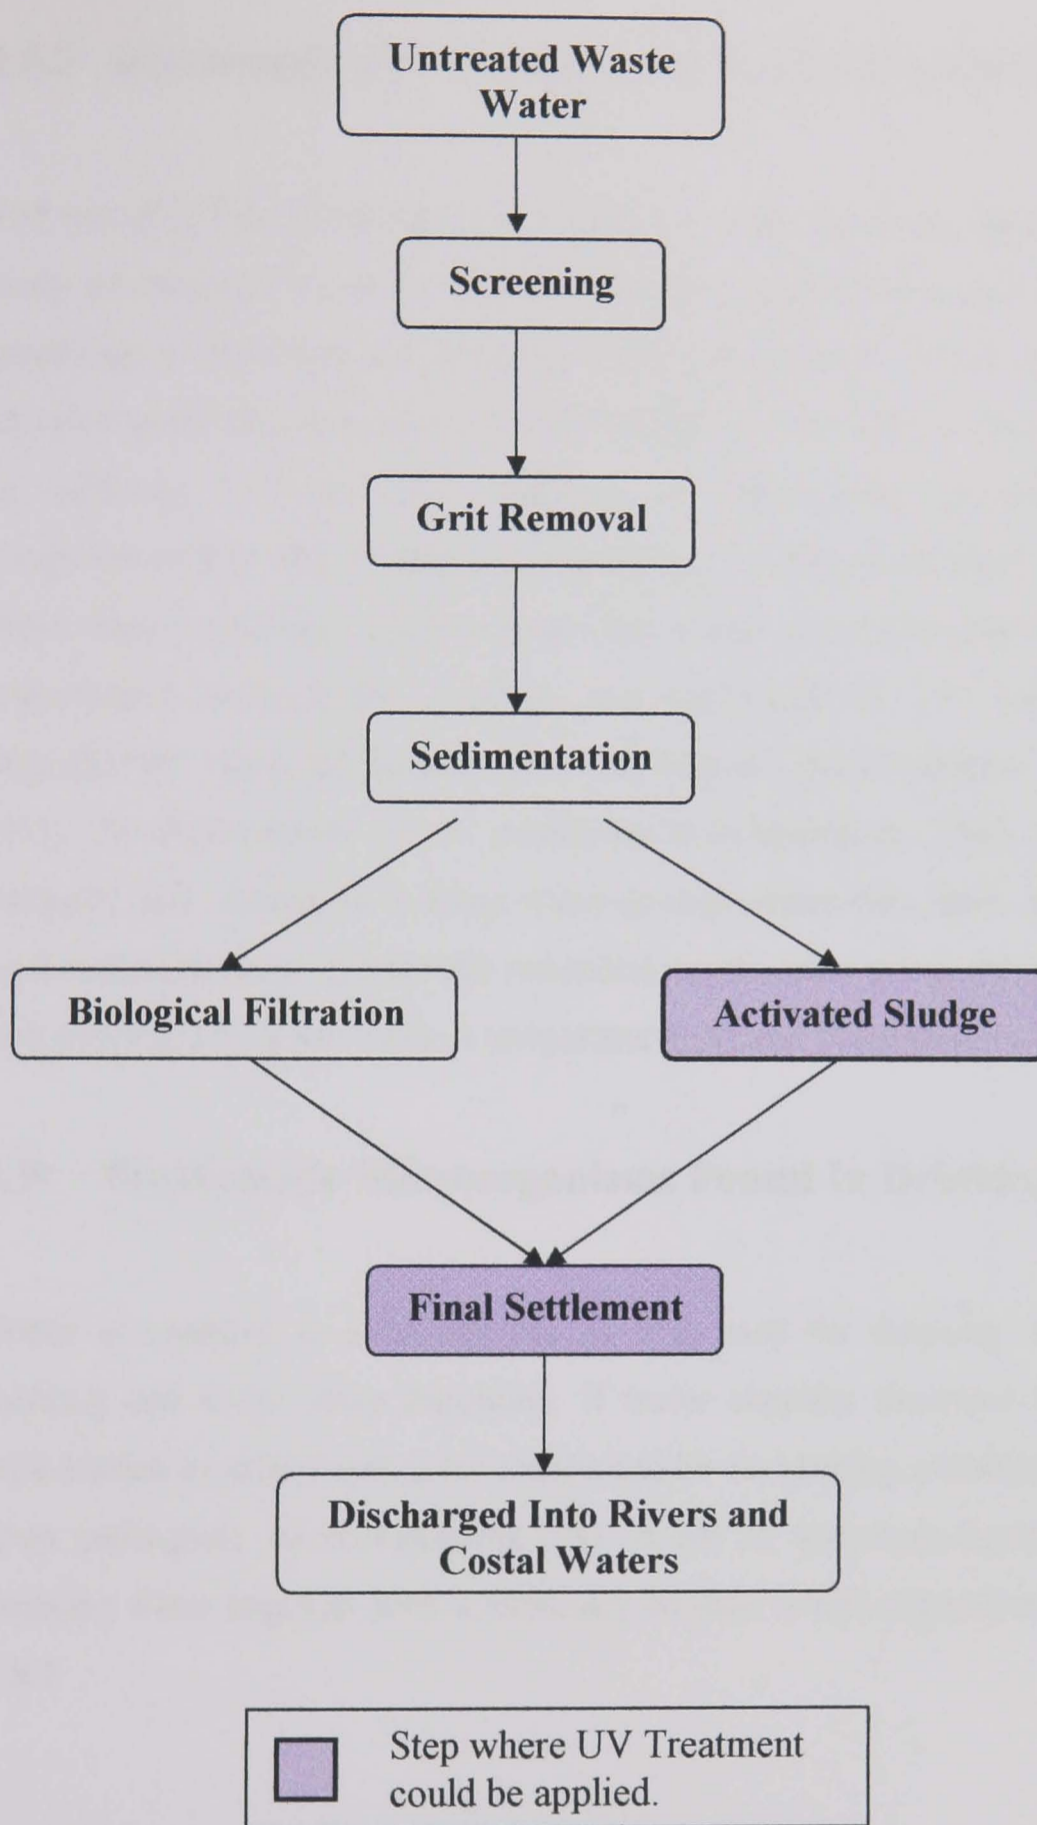 Untreated Waste
Water
Screening
Grit Removal
Sedimentation
Biological Filtration
Activated Sludge
Final Settlement
Discharged Into Rivers and
Costal Waters
Step where UV Treatment
could be applied.